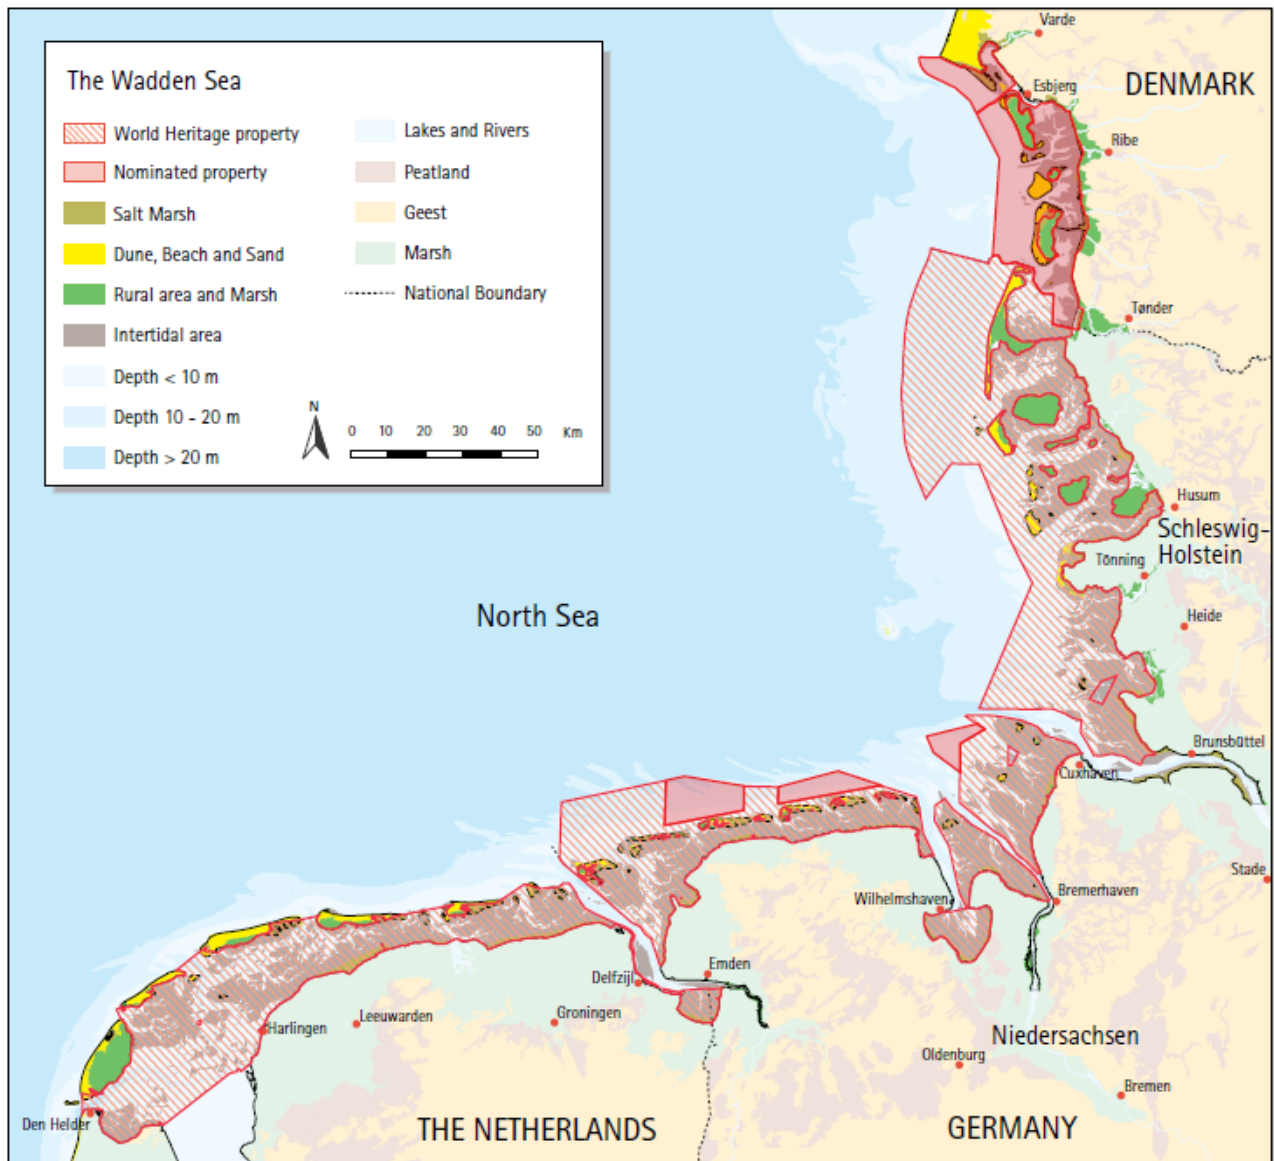 The Wadden Sea
World Heritage property
Nominated property
Salt Marsh
Dune, Beach and Sand
Rural area and Marsh
Intertidal area
Depth < 10 m
Depth 10 - 20 m
Depth > 20 m
Lakes and Rivers
Peatland
Geest
Marsh
National Boundary
N
0 10 20 30 40 50 Km
Varde
DENMARK
Esbjerg
Ribe
Tønder
Husum
Schleswig-
Holstein
Tönning
Heide
North Sea
Brunsbüttel
Cuxhaven
Stade
Bremerhaven
Wilhelmshaven
Emden
Delfzijl
Groningen
Leeuwarden
Harlingen
Niedersachsen
Oldenburg
Bremen
Den Helder
THE NETHERLANDS
GERMANY